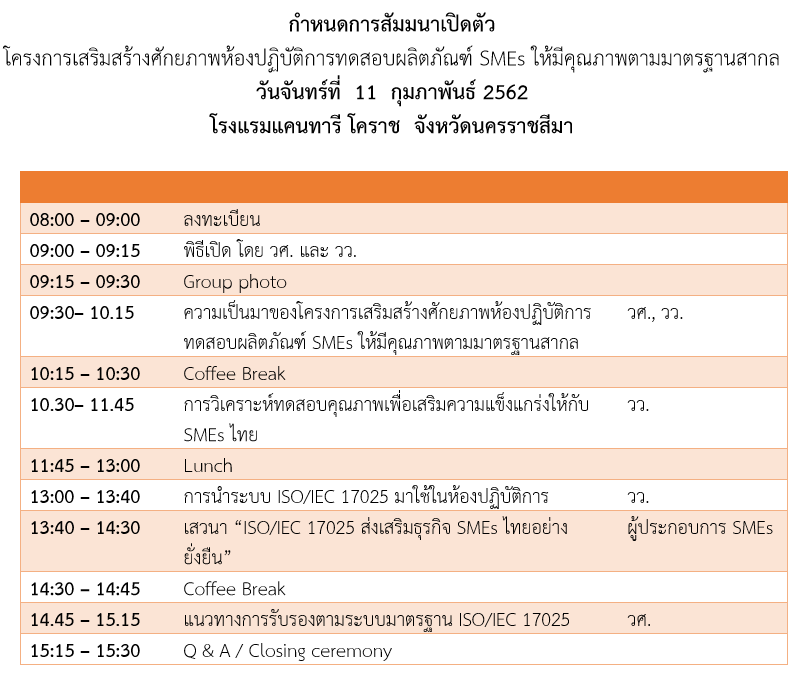 กำหนดการสัมมนาเปิดตัว
โครงการเสริมสร้างศักยภาพห้องปฏิบัติการทดสอบผลิตภัณฑ์ SMEs ให้มีคุณภาพตามมาตรฐานสากล
วันจันทร์ที่ 11 กุมภาพันธ์ 2562
โรงแรมแคนทารี โคราช จังหวัดนครราชสีมา
08:00 – 09:00 ลงทะเบียน
09:00 – 09:15 พิธีเปิด โดย วศ. และ วว.
09:15 – 09:30 Group photo
09:30– 10.15 ความเป็นมาของโครงการเสริมสร้างศักยภาพห้องปฏิบัติการ วศ., วว.
ทดสอบผลิตภัณฑ์ SMEs ให้มีคุณภาพตามมาตรฐานสากล
10:15 – 10:30 Coffee Break
10.30– 11.45 การวิเคราะห์ทดสอบคุณภาพเพื่อเสริมความแข็งแกร่งให้กับ วว.
SMEs ไทย
11:45 – 13:00 Lunch
13:00 – 13:40 การนำระบบ ISO/IEC 17025 มาใช้ในห้องปฏิบัติการ วว.
13:40 – 14:30 เสวนา “ISO/IEC 17025 ส่งเสริมธุรกิจ SMEs ไทยอย่าง ผู้ประกอบการ SMEs
ยั่งยืน”
14:30 – 14:45 Coffee Break
14.45 – 15.15 แนวทางการรับรองตามระบบมาตรฐาน ISO/IEC 17025 วศ.
15:15 – 15:30 Q & A / Closing ceremony